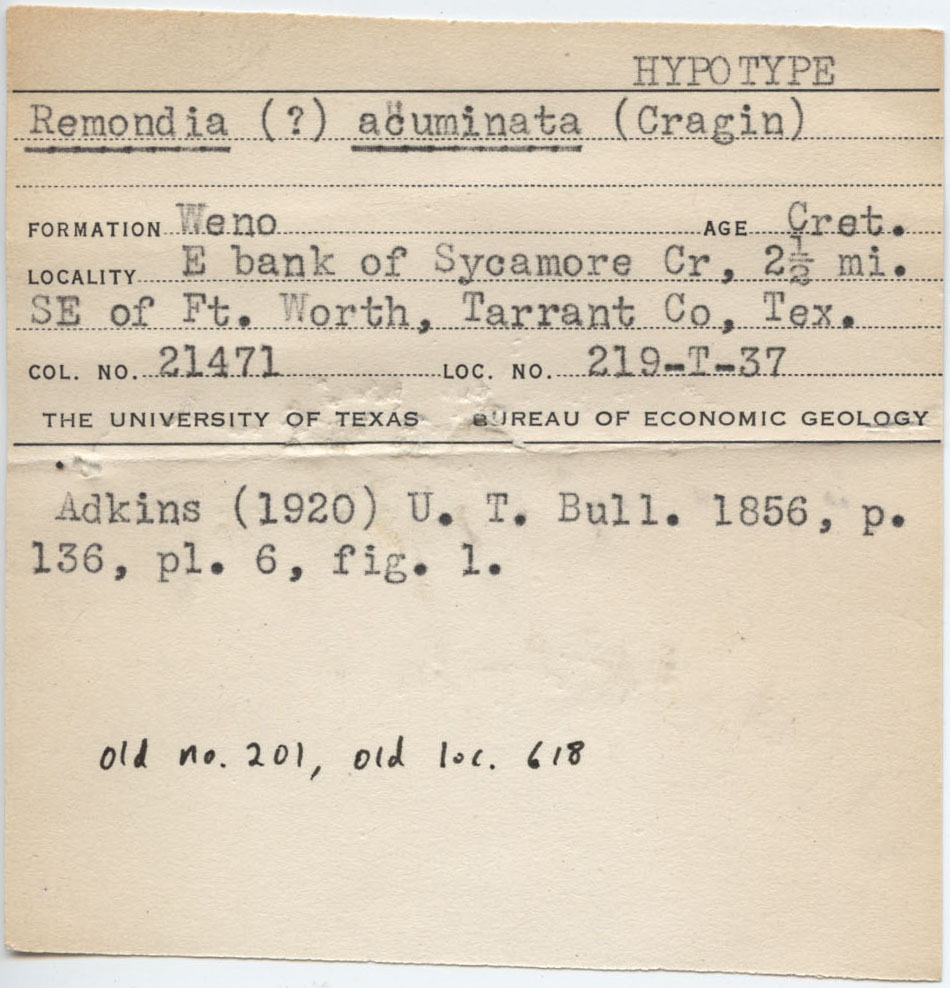 HYPOTYPE
Remondia (?) acuminata (Cragin)
FORMATION Weno AGE Cret.
LOCALITY E bank of Sycamore Cr, 2½ mi.
SE of Ft. Worth, Tarrant Co, Tex.
COL. NO. 21471 LOC. NO. 219-T-37
THE UNIVERSITY OF TEXAS BUREAU OF ECONOMIC GEOLOGY
Adkins (1920) U. T. Bull. 1856, p.
136, pl. 6, fig. 1.
old no. 201, old loc. 618